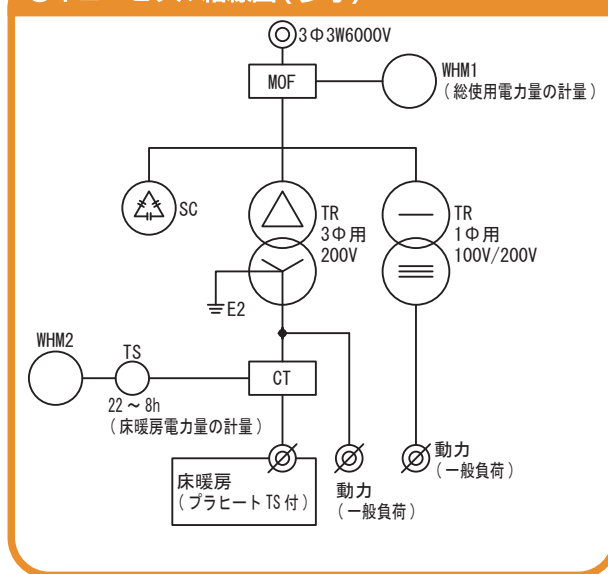 3Φ3W6000V
MOF
WHM1
(総使用電力量の計量)
SC
TR
3Φ用
200V
TR
1Φ用
100V/200V
E2
WHM2
TS
CT
22～8h
(床暖房電力量の計量)
床暖房
(プラヒートTS付)
動力
(一般負荷)
動力
(一般負荷)